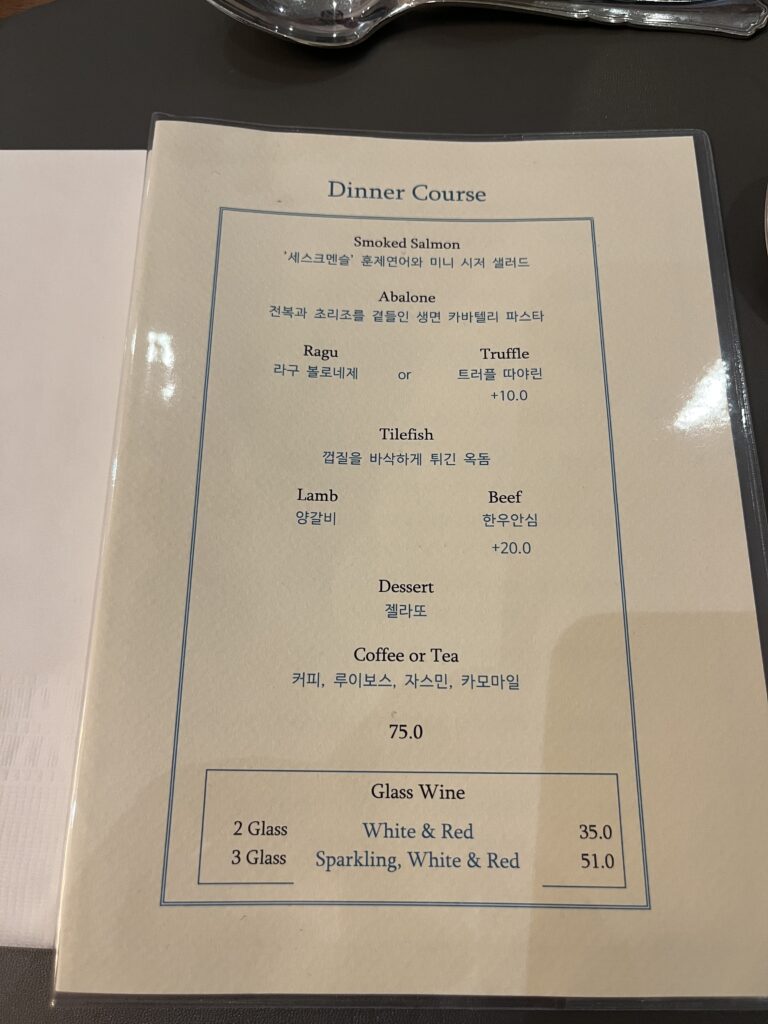 Dinner Course
Smoked Salmon
'세스크멘슬' 훈제연어와 미니 시저 샐러드
Abalone
전복과 초리조를 곁들인 생면 카바텔리 파스타
Ragu
라구 볼로네제
or
Truffle
트러플 따야린
+10.0
Tilefish
껍질을 바삭하게 튀긴 옥돔
Lamb
양갈비
Beef
한우안심
+20.0
Dessert
젤라또
Coffee or Tea
커피, 루이보스, 자스민, 카모마일
75.0
Glass Wine
2 Glass White & Red 35.0
3 Glass Sparkling, White & Red 51.0